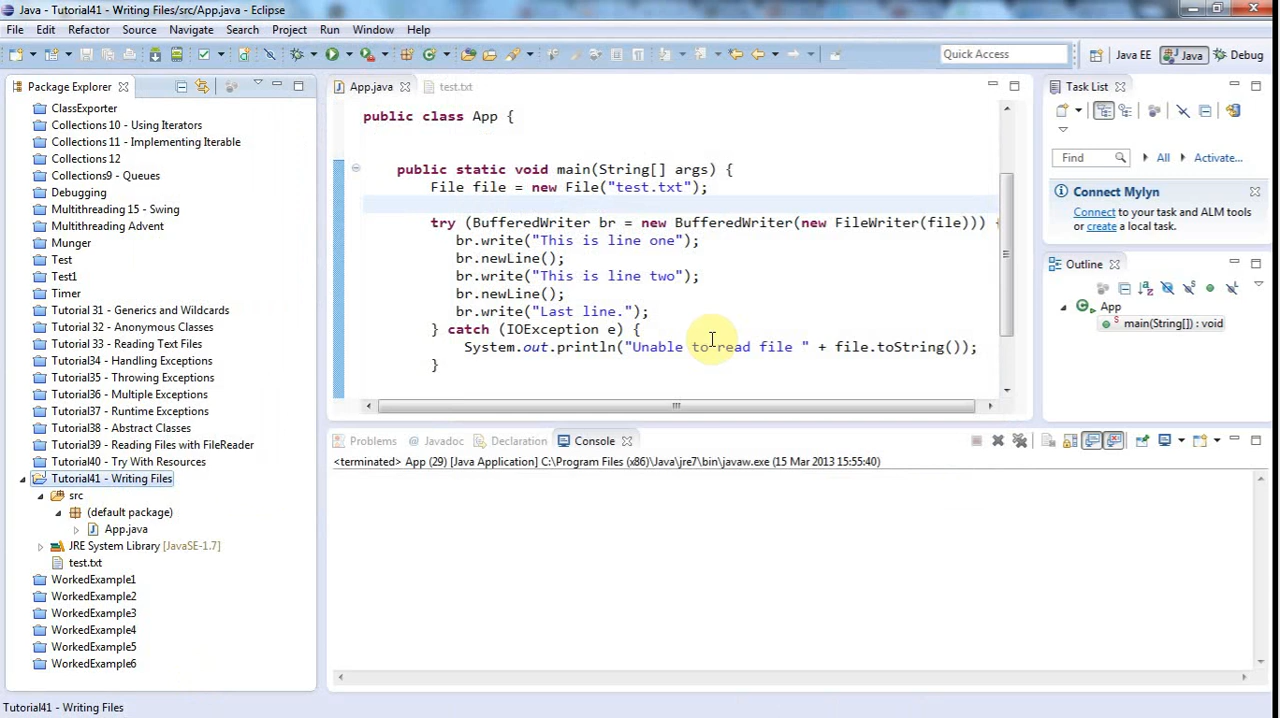 Java - Tutorial41 - Writing Files/src/App.java - Eclipse
File Edit Refactor Source Navigate Search Project Run Window Help
Quick Access Java EE Java Debug
Package Explorer
ClassExporter
Collections 10 - Using Iterators
Collections 11 - Implementing Iterable
Collections 12
Collections9 - Queues
Debugging
Multithreading 15 - Swing
Multithreading Advent
Munger
Test
Test1
Timer
Tutorial 31 - Generics and Wildcards
Tutorial 32 - Anonymous Classes
Tutorial 33 - Reading Text Files
Tutorial 34 - Handling Exceptions
Tutorial35 - Throwing Exceptions
Tutorial36 - Multiple Exceptions
Tutorial37 - Runtime Exceptions
Tutorial38 - Abstract Classes
Tutorial39 - Reading Files with FileReader
Tutorial40 - Try With Resources
Tutorial41 - Writing Files
src
(default package)
App.java
JRE System Library [JavaSE-1.7]
test.txt
WorkedExample1
WorkedExample2
WorkedExample3
WorkedExample4
WorkedExample5
WorkedExample6
App.java test.txt
public class App {
public static void main(String[] args) {
File file = new File("test.txt");
try (BufferedWriter br = new BufferedWriter(new FileWriter(file))) {
br.write("This is line one");
br.newLine();
br.write("This is line two");
br.newLine();
br.write("Last line.");
} catch (IOException e) {
System.out.println("Unable to read file " + file.toString());
}
Task List
Find All Activate...
Connect Mylyn
Connect to your task and ALM tools
or create a local task.
Outline
App
main(String[]) : void
Problems Javadoc Declaration Console
<terminated> App (29) [Java Application] C:\Program Files (x86)\Java\jre7\bin\javaw.exe (15 Mar 2013 15:55:40)
Tutorial41 - Writing Files